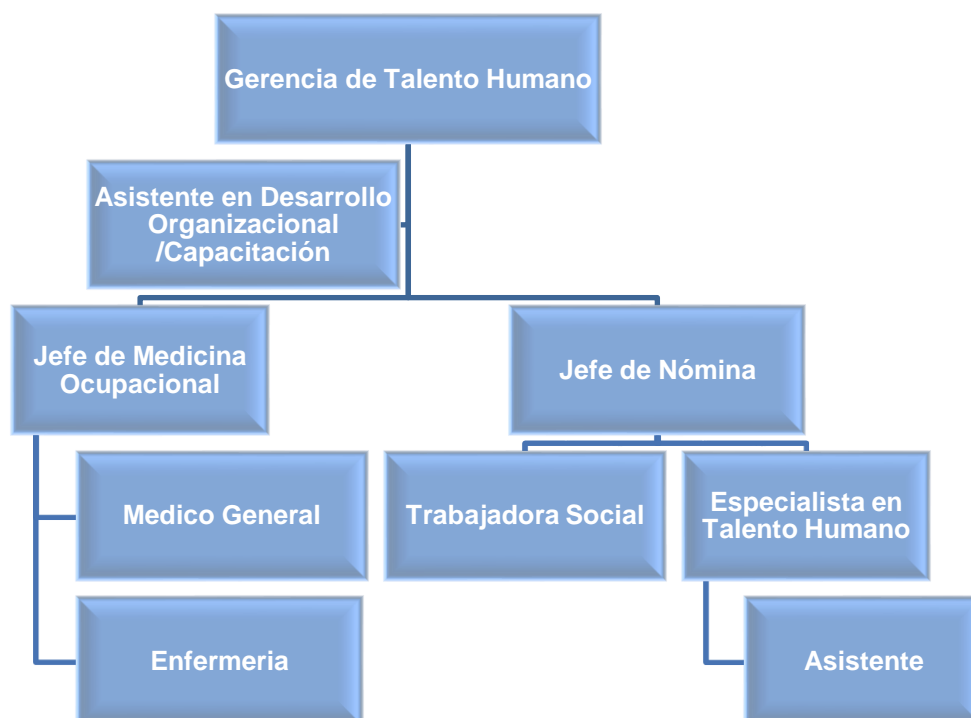 Gerencia de Talento Humano
Asistente en Desarrollo
Organizacional
/Capacitación
Jefe de Medicina
Ocupacional
Jefe de Nómina
Medico General
Trabajadora Social
Especialista en
Talento Humano
Enfermeria
Asistente